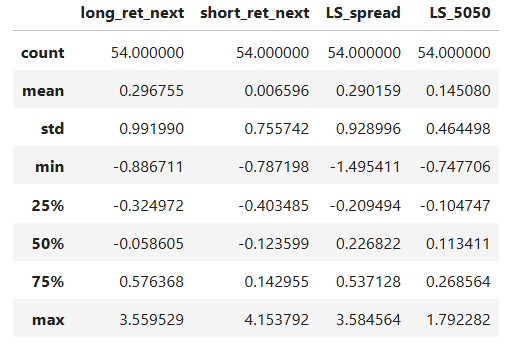 long_ret_next short_ret_next LS_spread LS_5050
count 54.000000 54.000000 54.000000 54.000000
mean 0.296755 0.006596 0.290159 0.145080
std 0.991990 0.755742 0.928996 0.464498
min -0.886711 -0.787198 -1.495411 -0.747706
25% -0.324972 -0.403485 -0.209494 -0.104747
50% -0.058605 -0.123599 0.226822 0.113411
75% 0.576368 0.142955 0.537128 0.268564
max 3.559529 4.153792 3.584564 1.792282